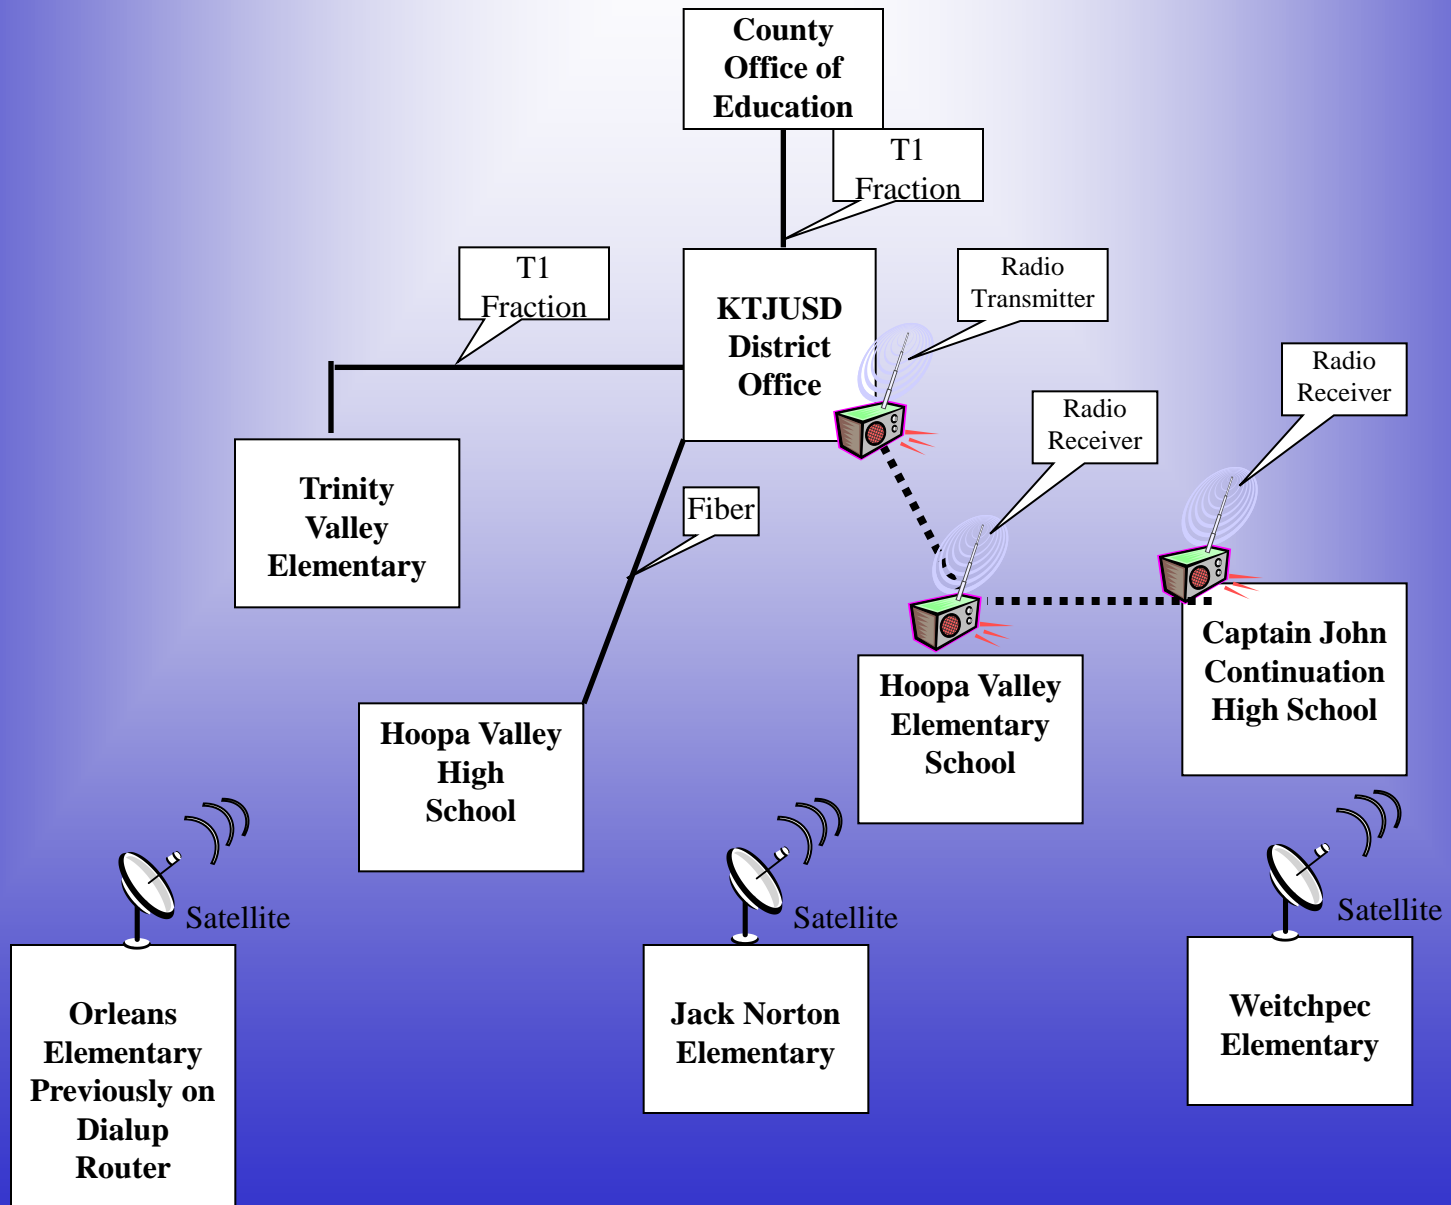 County
Office of
Education
T1
Fraction
T1
Fraction
KTJUSD
District
Office
Radio
Transmitter
Radio
Receiver
Radio
Receiver
Trinity
Valley
Elementary
Fiber
Captain John
Continuation
High School
Hoopa Valley
Elementary
School
Hoopa Valley
High
School
Satellite
Satellite
Satellite
Orleans
Elementary
Previously on
Dialup
Router
Jack Norton
Elementary
Weitchpec
Elementary